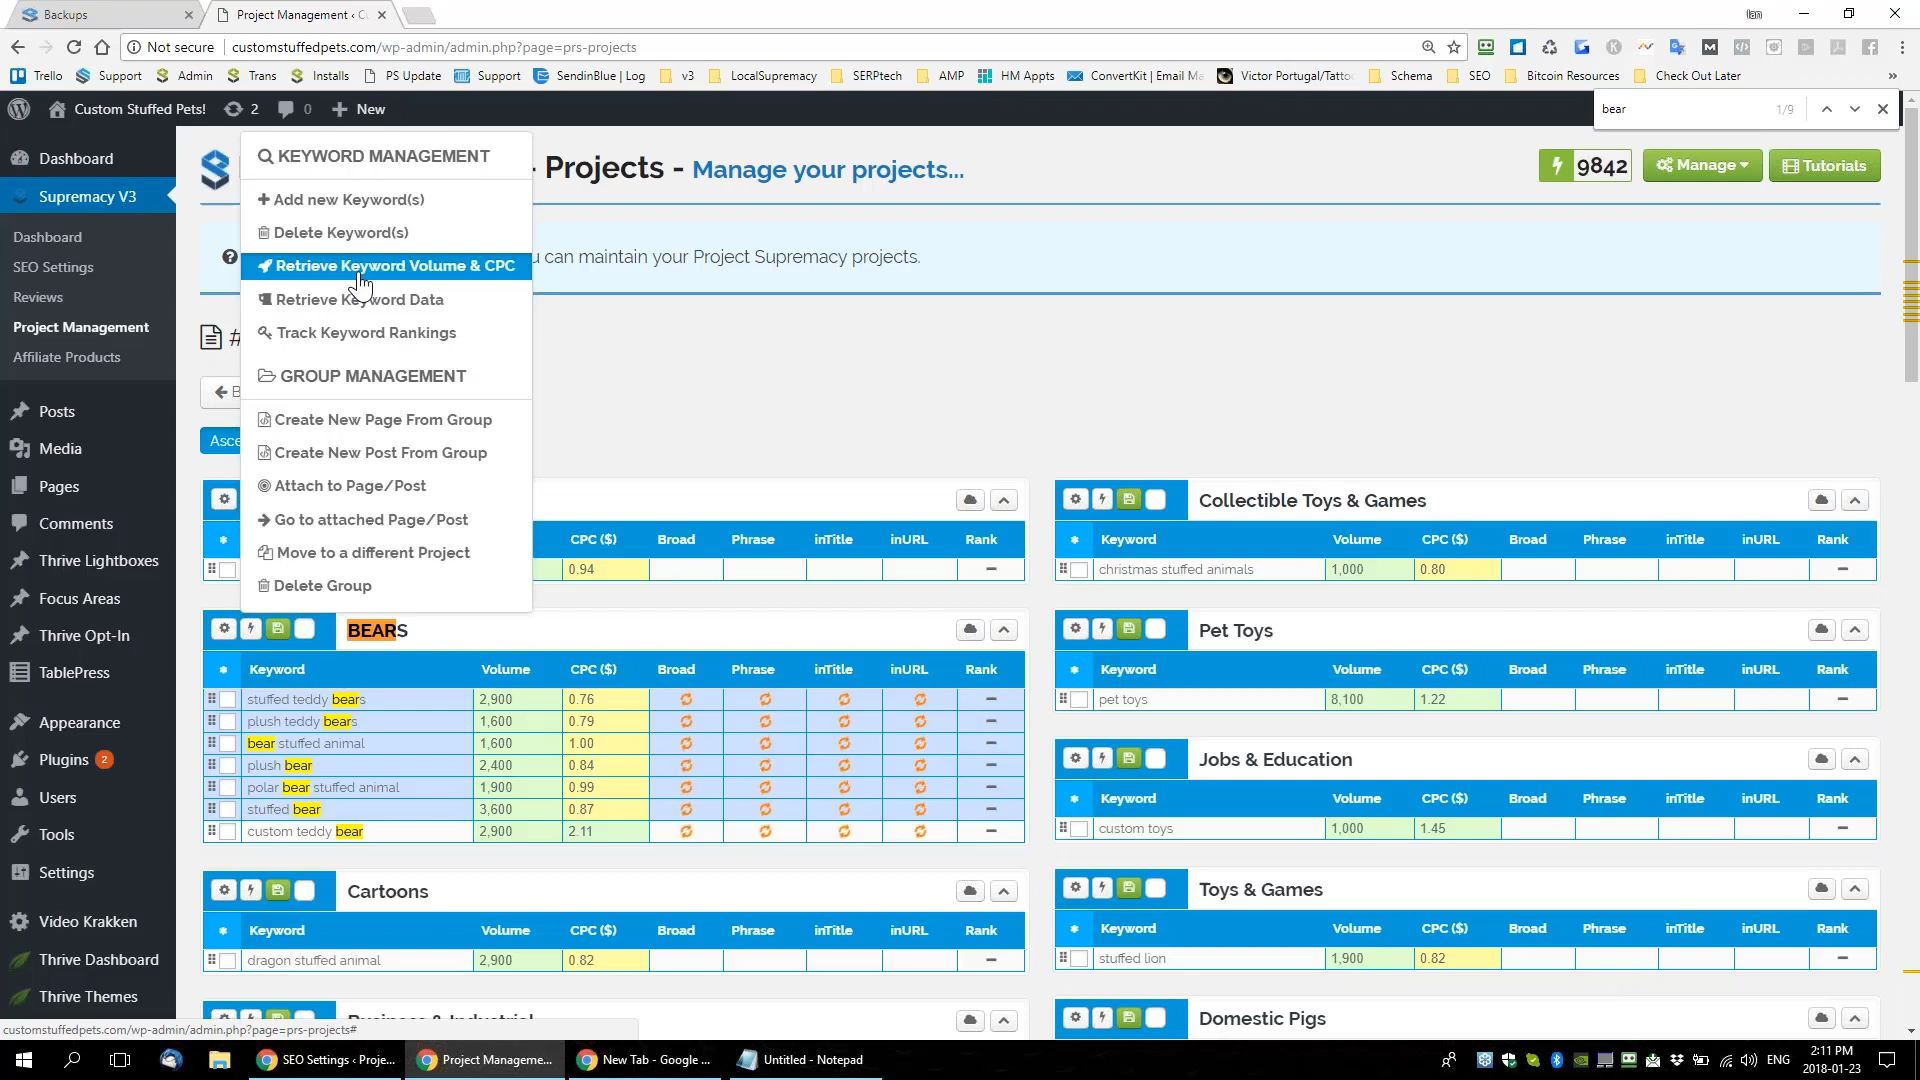 Backups
Project Management ‹ Cu
Ian
Not secure
customstuffedpets.com/wp-admin/admin.php?page=prs-projects
Trello
Support
Admin
Trans
Installs
PS Update
Support
SendinBlue | Log
v3
LocalSupremacy
SERPtech
AMP
HM Appts
ConvertKit | Email Ma
Victor Portugal/Tattoo
Schema
SEO
Bitcoin Resources
Check Out Later
»
Custom Stuffed Pets!
2
0
New
bear
1/9
Dashboard
Supremacy V3
Dashboard
SEO Settings
Reviews
Project Management
Affiliate Products
Posts
Media
Pages
Comments
Thrive Lightboxes
Focus Areas
Thrive Opt-In
TablePress
Appearance
Plugins 2
Users
Tools
Settings
Video Krakken
Thrive Dashboard
Thrive Themes
KEYWORD MANAGEMENT
Add new Keyword(s)
Delete Keyword(s)
Retrieve Keyword Volume & CPC
Retrieve Keyword Data
Track Keyword Rankings
GROUP MANAGEMENT
Create New Page From Group
Create New Post From Group
Attach to Page/Post
Go to attached Page/Post
Move to a different Project
Delete Group
- Projects - Manage your projects...
9842
Manage
Tutorials
u can maintain your Project Supremacy projects.
#
B
Asce
CPC ($) Broad Phrase inTitle inURL Rank
0.94
BEARS
Keyword Volume CPC ($) Broad Phrase inTitle inURL Rank
stuffed teddy bears 2,900 0.76
plush teddy bears 1,600 0.79
bear stuffed animal 1,600 1.00
plush bear 2,400 0.84
polar bear stuffed animal 1,900 0.99
stuffed bear 3,600 0.87
custom teddy bear 2,900 2.11
Cartoons
Keyword Volume CPC ($) Broad Phrase inTitle inURL Rank
dragon stuffed animal 2,900 0.82
Business & Industrial
Collectible Toys & Games
Keyword Volume CPC ($) Broad Phrase inTitle inURL Rank
christmas stuffed animals 1,000 0.80
Pet Toys
Keyword Volume CPC ($) Broad Phrase inTitle inURL Rank
pet toys 8,100 1.22
Jobs & Education
Keyword Volume CPC ($) Broad Phrase inTitle inURL Rank
custom toys 1,000 1.45
Toys & Games
Keyword Volume CPC ($) Broad Phrase inTitle inURL Rank
stuffed lion 1,900 0.82
Domestic Pigs
customstuffedpets.com/wp-admin/admin.php?page=prs-projects#
SEO Settings ‹ Proje...
Project Manageme...
New Tab - Google ...
Untitled - Notepad
ENG
2:11 PM
2018-01-23